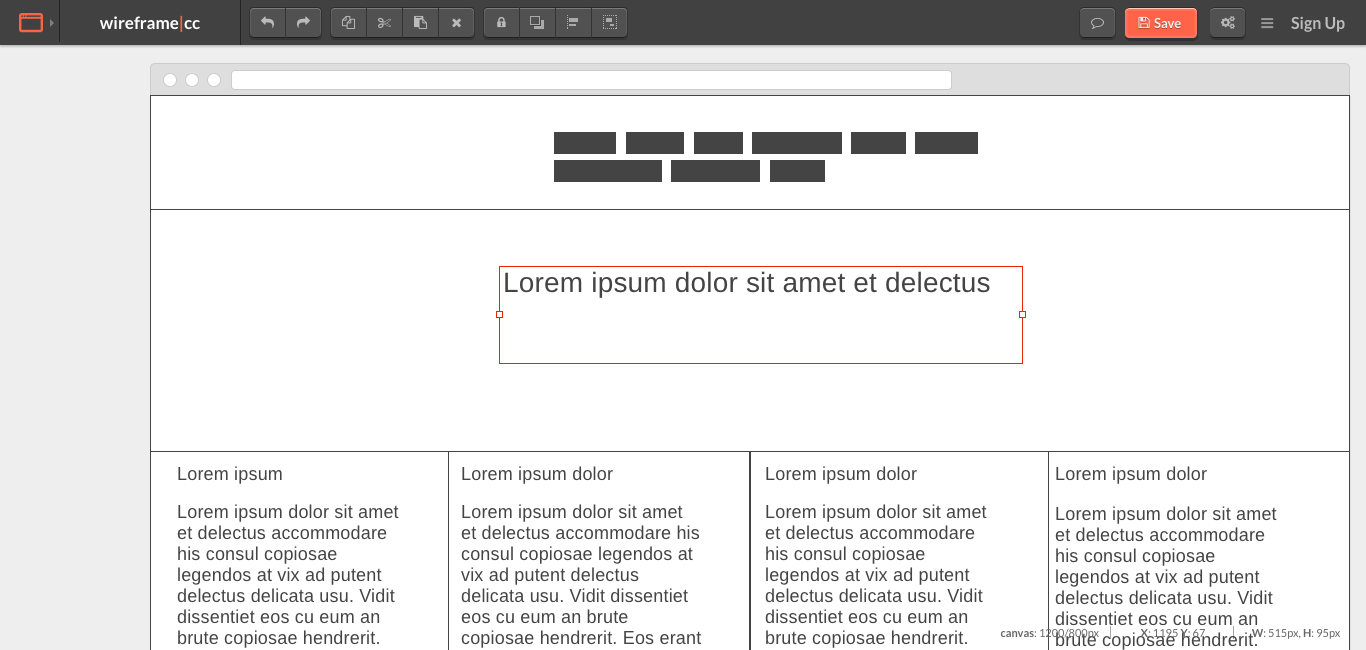 wireframe|cc
Save
Sign Up
Lorem ipsum dolor sit amet et delectus
Lorem ipsum
Lorem ipsum dolor sit amet
et delectus accommodare
his consul copiosae
legendos at vix ad putent
delectus delicata usu. Vidit
dissentiet eos cu eum an
brute copiosae hendrerit.
Lorem ipsum dolor
Lorem ipsum dolor sit amet
et delectus accommodare his
consul copiosae legendos at
vix ad putent delectus
delicata usu. Vidit dissentiet
eos cu eum an brute
copiosae hendrerit. Eos erant
Lorem ipsum dolor
Lorem ipsum dolor sit amet
et delectus accommodare
his consul copiosae
legendos at vix ad putent
delectus delicata usu. Vidit
dissentiet eos cu eum an
brute copiosae hendrerit.
Lorem ipsum dolor
Lorem ipsum dolor sit amet
et delectus accommodare
his consul copiosae
legendos at vix ad putent
delectus delicata usu. Vidit
dissentiet eos cu eum an
brute copiosae hendrerit.
canvas: 1200/800px X: 1195 Y: 67 W: 515px, H: 95px